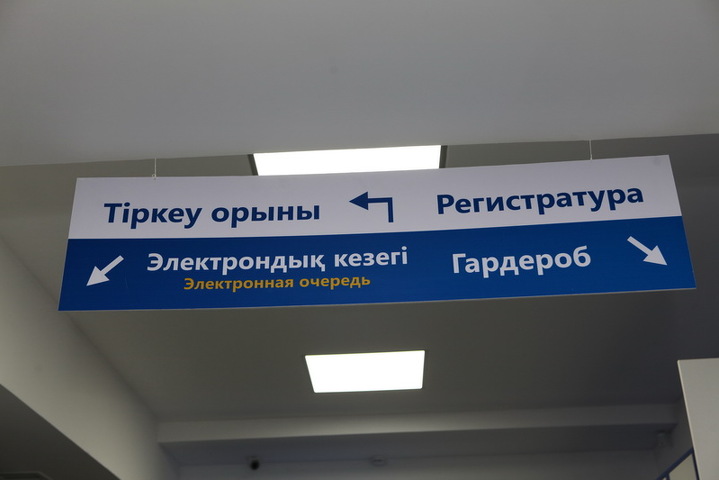 Тіркеу орыны Регистратура
Электрондық кезегі Гардероб
Электронная очередь